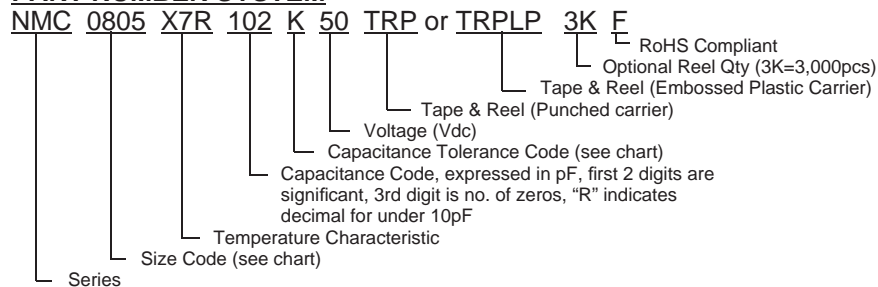 NMC 0805 X7R 102 K 50 TRP or TRPLP 3K F
RoHS Compliant
Optional Reel Qty (3K=3,000pcs)
Tape & Reel (Embossed Plastic Carrier)
Tape & Reel (Punched carrier)
Voltage (Vdc)
Capacitance Tolerance Code (see chart)
Capacitance Code, expressed in pF, first 2 digits are
significant, 3rd digit is no. of zeros, “R” indicates
decimal for under 10pF
Temperature Characteristic
Size Code (see chart)
Series